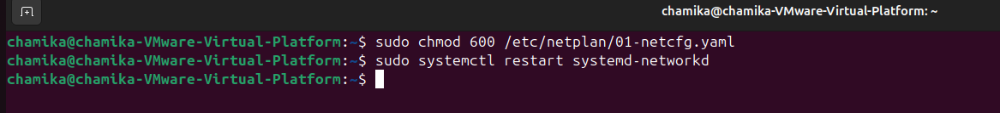 chamika@chamika-VMware-Virtual-Platform: ~
chamika@chamika-VMware-Virtual-Platform:~$ sudo chmod 600 /etc/netplan/01-netcfg.yaml
chamika@chamika-VMware-Virtual-Platform:~$ sudo systemctl restart systemd-networkd
chamika@chamika-VMware-Virtual-Platform:~$